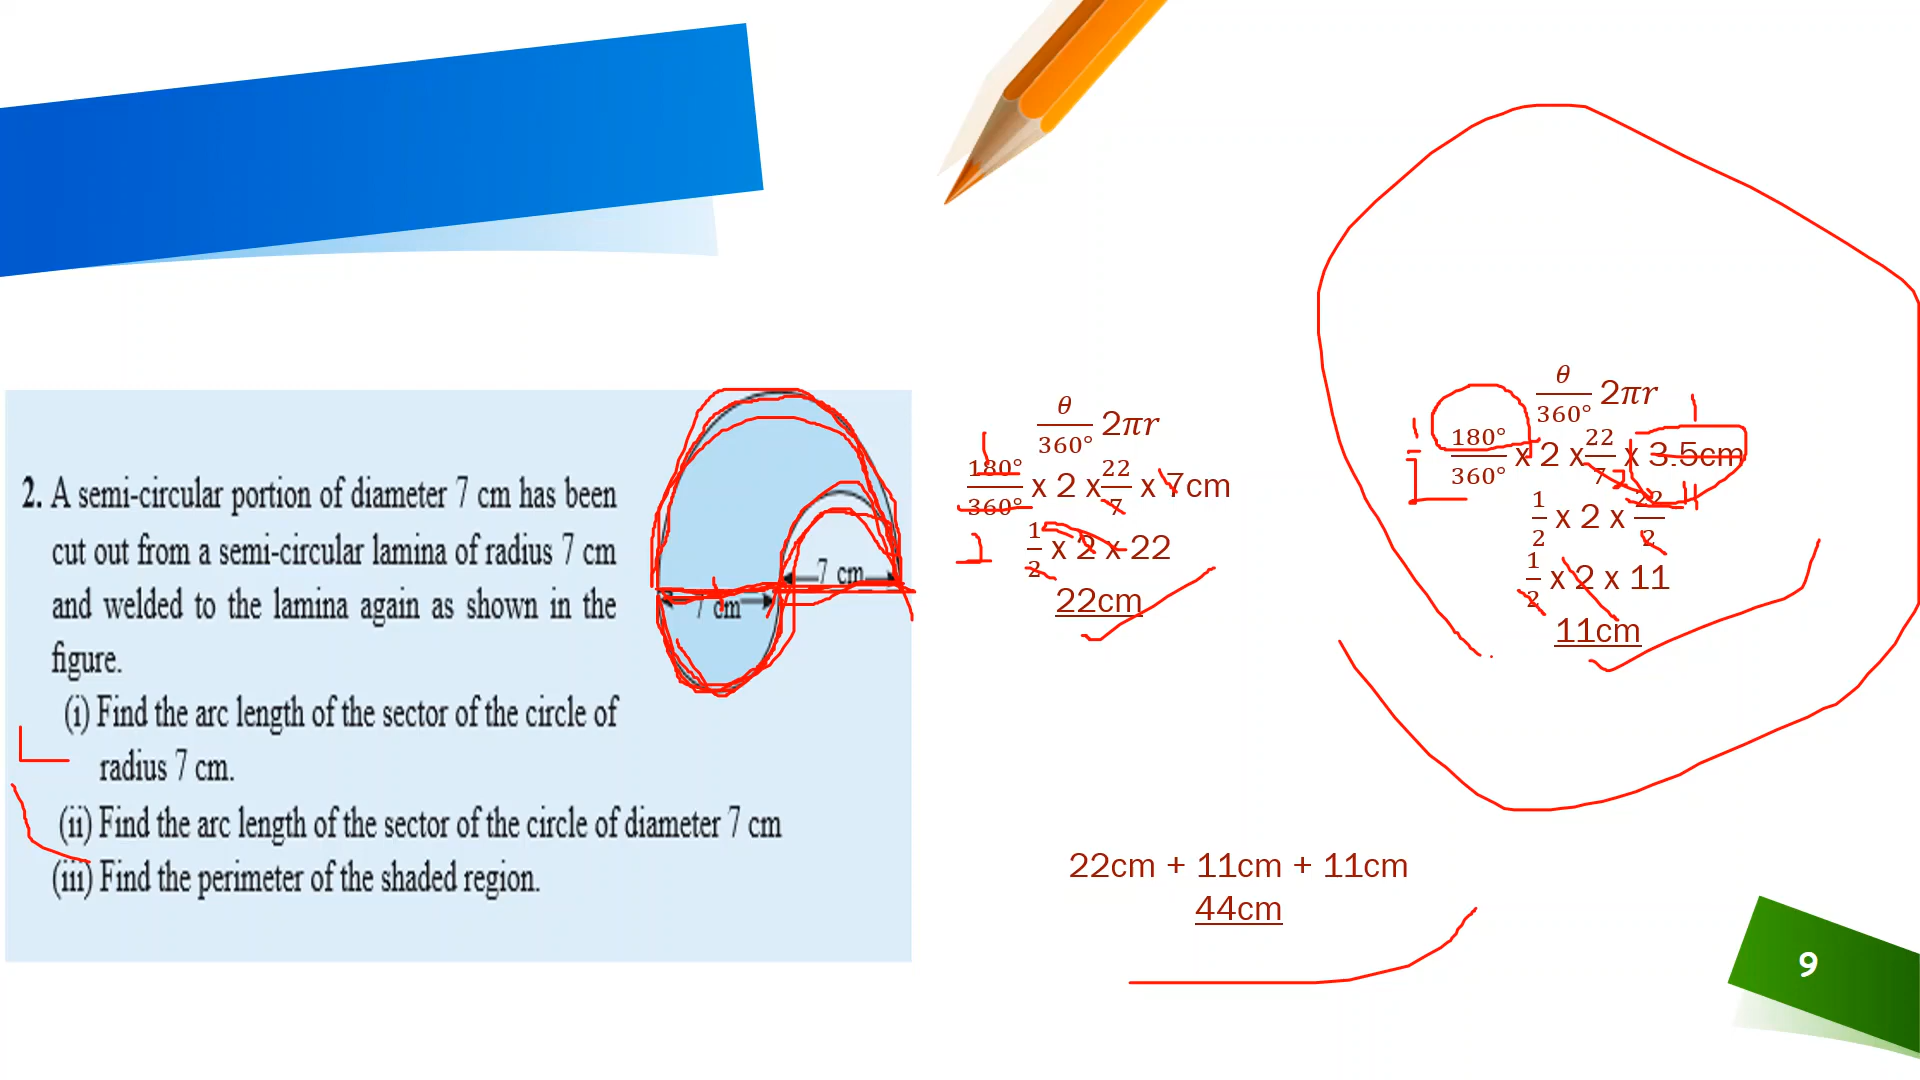 2. A semi-circular portion of diameter 7 cm has been
cut out from a semi-circular lamina of radius 7 cm
and welded to the lamina again as shown in the
figure.
(i) Find the arc length of the sector of the circle of
radius 7 cm.
(ii) Find the arc length of the sector of the circle of diameter 7 cm
(iii) Find the perimeter of the shaded region.
7 cm
7 cm
θ/360° 2πr
180°/360° x 2 x 22/7 x 7cm
1/2 x 2 x 22
22cm
θ/360° 2πr
180°/360° x 2 x 22/7 x 3.5cm
1/2 x 2 x 22/2
1/2 x 2 x 11
11cm
22cm + 11cm + 11cm
44cm
9